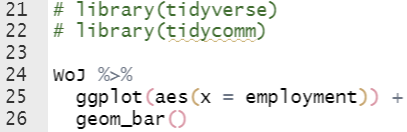 21 # library(tidyverse)
22 # library(tidycomm)
23
24 WoJ %>%
25   ggplot(aes(x = employment)) +
26   geom_bar()